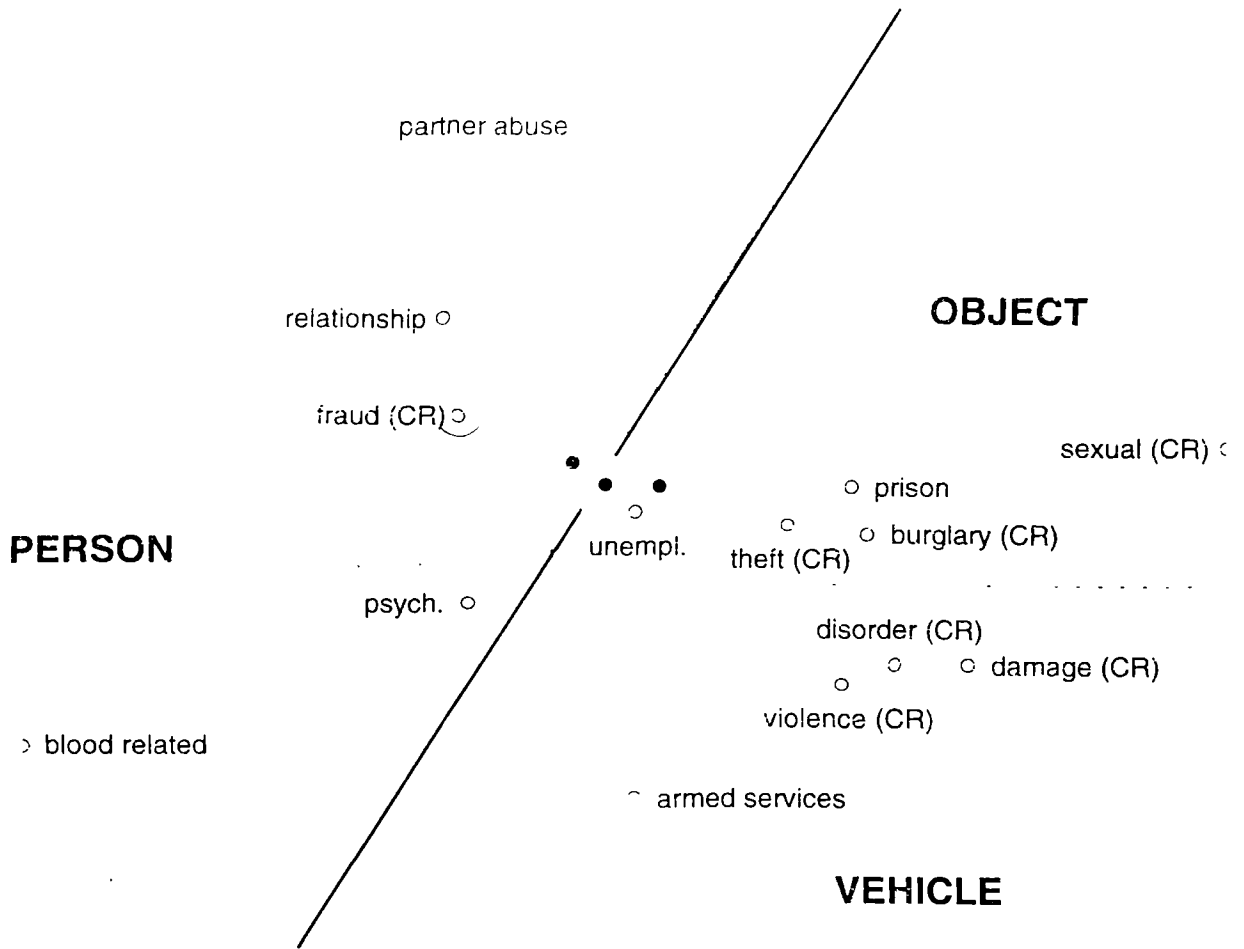 partner abuse
OBJECT
relationship
fraud (CR)
sexual (CR)
prison
PERSON
unempl.
theft (CR)
burglary (CR)
psych.
disorder (CR)
damage (CR)
violence (CR)
blood related
armed services
VEHICLE